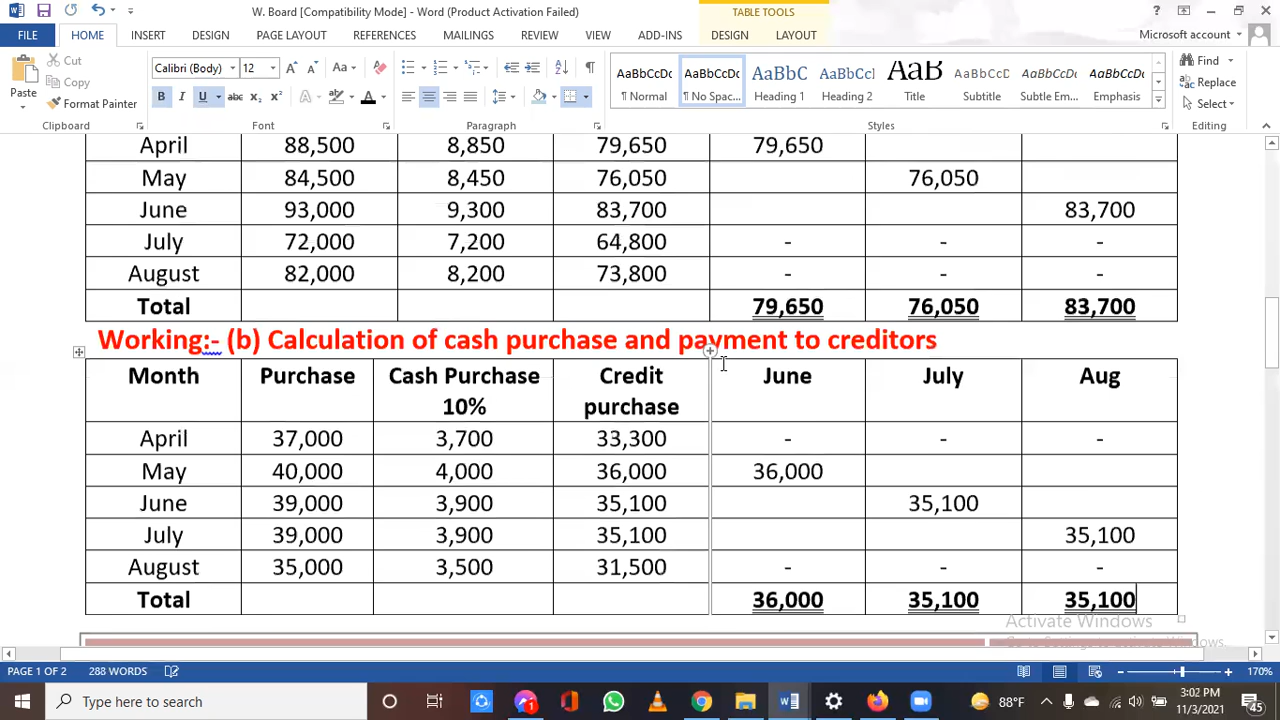 W. Board [Compatibility Mode] - Word (Product Activation Failed)
TABLE TOOLS
FILE HOME INSERT DESIGN PAGE LAYOUT REFERENCES MAILINGS REVIEW VIEW ADD-INS DESIGN LAYOUT Microsoft account
Paste
Cut
Copy
Format Painter
Clipboard
Calibri (Body) 12
Font
Paragraph
AaBbCcDc AaBbCcDc AaBbC AaBbCc AaB AaBbCcD AaBbCcDc AaBbCcDc
¶ Normal ¶ No Spac... Heading 1 Heading 2 Title Subtitle Subtle Em... Emphasis
Styles
Find
Replace
Select
Editing
April 88,500 8,850 79,650 79,650
May 84,500 8,450 76,050 76,050
June 93,000 9,300 83,700 83,700
July 72,000 7,200 64,800 - - -
August 82,000 8,200 73,800 - - -
Total 79,650 76,050 83,700
Working:- (b) Calculation of cash purchase and payment to creditors
Month Purchase Cash Purchase 10% Credit purchase June July Aug
April 37,000 3,700 33,300 - - -
May 40,000 4,000 36,000 36,000
June 39,000 3,900 35,100 35,100
July 39,000 3,900 35,100 35,100
August 35,000 3,500 31,500 - - -
Total 36,000 35,100 35,100
Activate Windows
PAGE 1 OF 2 288 WORDS 170%
Type here to search
88°F
3:02 PM
11/3/2021
45